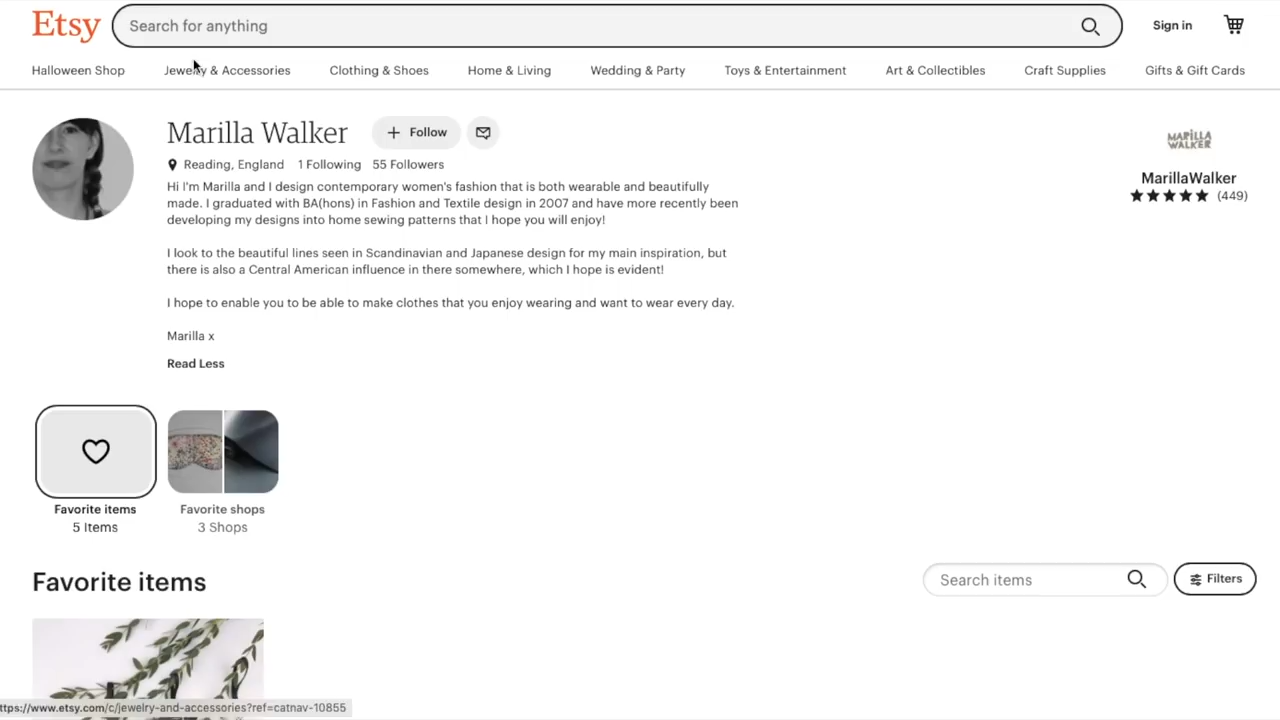 Etsy
Search for anything
Sign in
Halloween Shop
Jewelry & Accessories
Clothing & Shoes
Home & Living
Wedding & Party
Toys & Entertainment
Art & Collectibles
Craft Supplies
Gifts & Gift Cards
Marilla Walker
Follow
Reading, England
1 Following
55 Followers
Hi I'm Marilla and I design contemporary women's fashion that is both wearable and beautifully
made. I graduated with BA(hons) in Fashion and Textile design in 2007 and have more recently been
developing my designs into home sewing patterns that I hope you will enjoy!
I look to the beautiful lines seen in Scandinavian and Japanese design for my main inspiration, but
there is also a Central American influence in there somewhere, which I hope is evident!
I hope to enable you to be able to make clothes that you enjoy wearing and want to wear every day.
Marilla x
Read Less
MARILLA
WALKER
MarillaWalker
(449)
Favorite items
5 Items
Favorite shops
3 Shops
Favorite items
Search items
Filters
ttps://www.etsy.com/c/jewelry-and-accessories?ref=catnav-10855